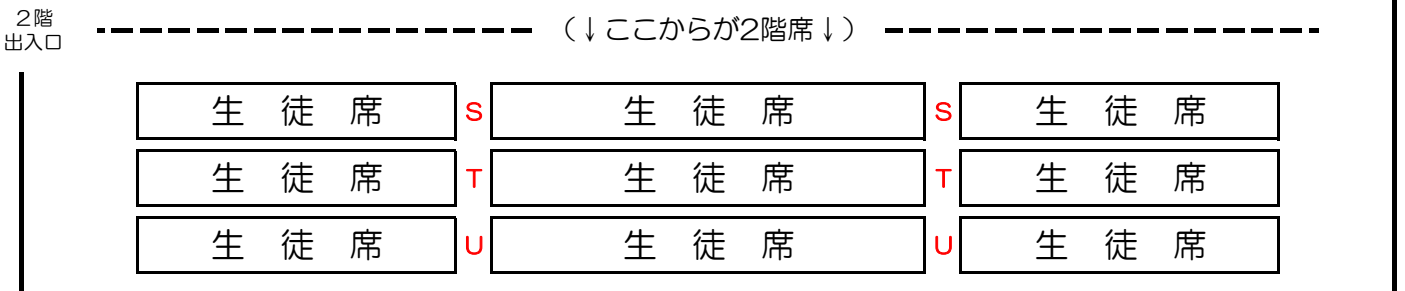 ２階
出入口
（↓ここからが2階席↓）
生　徒　席 S 生　徒　席 S 生　徒　席
生　徒　席 T 生　徒　席 T 生　徒　席
生　徒　席 U 生　徒　席 U 生　徒　席